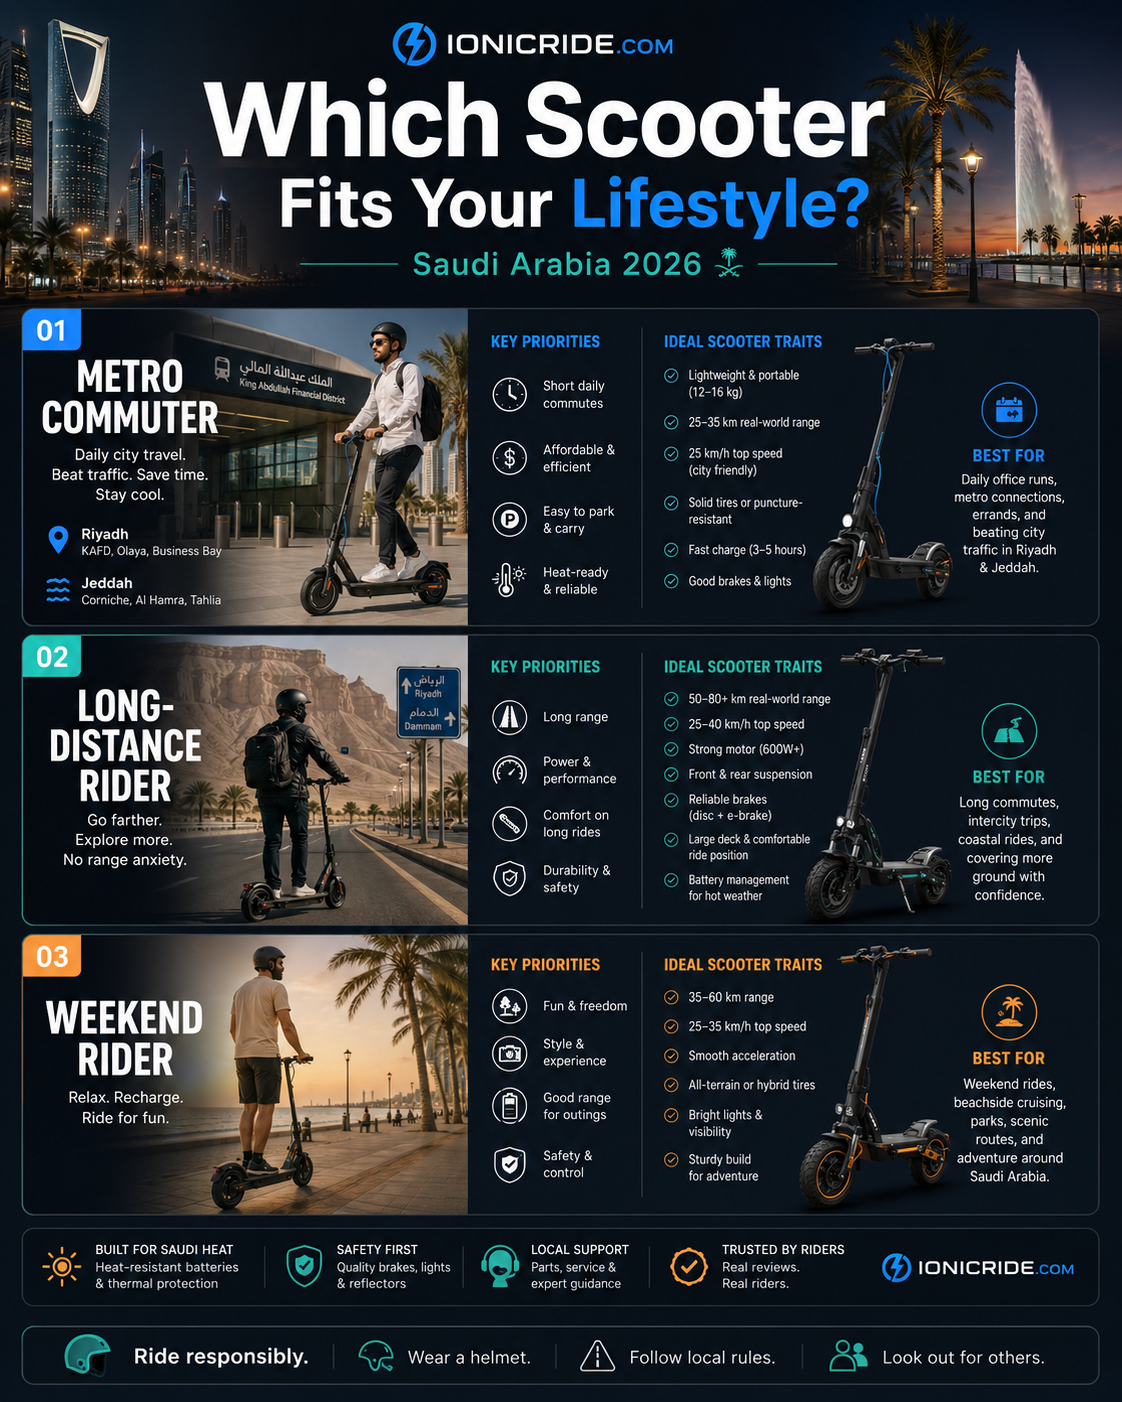 IONICRIDE.COM
Which Scooter
Fits Your Lifestyle?
Saudi Arabia 2026
01
METRO
COMMUTER
Daily city travel.
Beat traffic. Save time.
Stay cool.
Riyadh
KAFD, Olaya, Business Bay
Jeddah
Corniche, Al Hamra, Tahlia
الملك عبدالله المالي
King Abdullah Financial District
KEY PRIORITIES
Short daily
commutes
Affordable &
efficient
Easy to park
& carry
Heat-ready
& reliable
IDEAL SCOOTER TRAITS
Lightweight & portable
(12–16 kg)
25–35 km real-world range
25 km/h top speed
(city friendly)
Solid tires or puncture-
resistant
Fast charge (3–5 hours)
Good brakes & lights
BEST FOR
Daily office runs,
metro connections,
errands, and
beating city
traffic in Riyadh
& Jeddah.
02
LONG-
DISTANCE
RIDER
Go farther.
Explore more.
No range anxiety.
الرياض
Riyadh
الدمام
Dammam
KEY PRIORITIES
Long range
Power &
performance
Comfort on
long rides
Durability &
safety
IDEAL SCOOTER TRAITS
50–80+ km real-world range
25–40 km/h top speed
Strong motor (600W+)
Front & rear suspension
Reliable brakes
(disc + e-brake)
Large deck & comfortable
ride position
Battery management
for hot weather
BEST FOR
Long commutes,
intercity trips,
coastal rides, and
covering more
ground with
confidence.
03
WEEKEND
RIDER
Relax. Recharge.
Ride for fun.
KEY PRIORITIES
Fun & freedom
Style &
experience
Good range
for outings
Safety &
control
IDEAL SCOOTER TRAITS
35–60 km range
25–35 km/h top speed
Smooth acceleration
All-terrain or hybrid tires
Bright lights &
visibility
Sturdy build
for adventure
BEST FOR
Weekend rides,
beachside cruising,
parks, scenic
routes, and
adventure around
Saudi Arabia.
BUILT FOR SAUDI HEAT
Heat-resistant batteries
& thermal protection
SAFETY FIRST
Quality brakes, lights
& reflectors
LOCAL SUPPORT
Parts, service &
expert guidance
TRUSTED BY RIDERS
Real reviews.
Real riders.
IONICRIDE.COM
Ride responsibly.
Wear a helmet.
Follow local rules.
Look out for others.